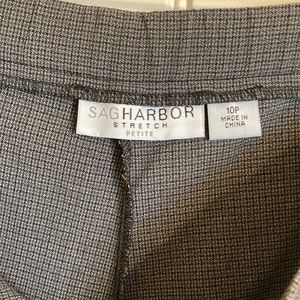 SAGHARBOR
STRETCH
PETITE
10P
MADE IN
CHINA